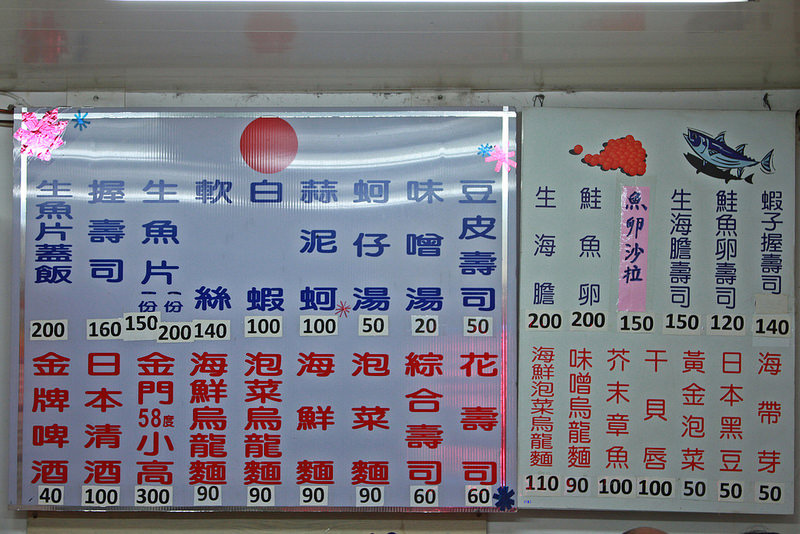 豆皮壽司 50
味噌湯 20
蚵仔湯 50
蒜泥蚵 100
白蝦 100
軟絲 140
生魚片 一份 150 一份 200
握壽司 160
生魚片蓋飯 200
花壽司 60
綜合壽司 60
泡菜麵 90
海鮮麵 90
泡菜烏龍麵 90
海鮮烏龍麵 90
金門58度小高 300
日本清酒 100
金牌啤酒 40
蝦子握壽司 140
鮭魚卵壽司 120
生海膽壽司 150
魚卵沙拉 150
鮭魚卵 200
生海膽 200
海帶芽 50
日本黑豆 50
黃金泡菜 50
干貝唇 100
芥末章魚 100
味噌烏龍麵 90
海鮮泡菜烏龍麵 110